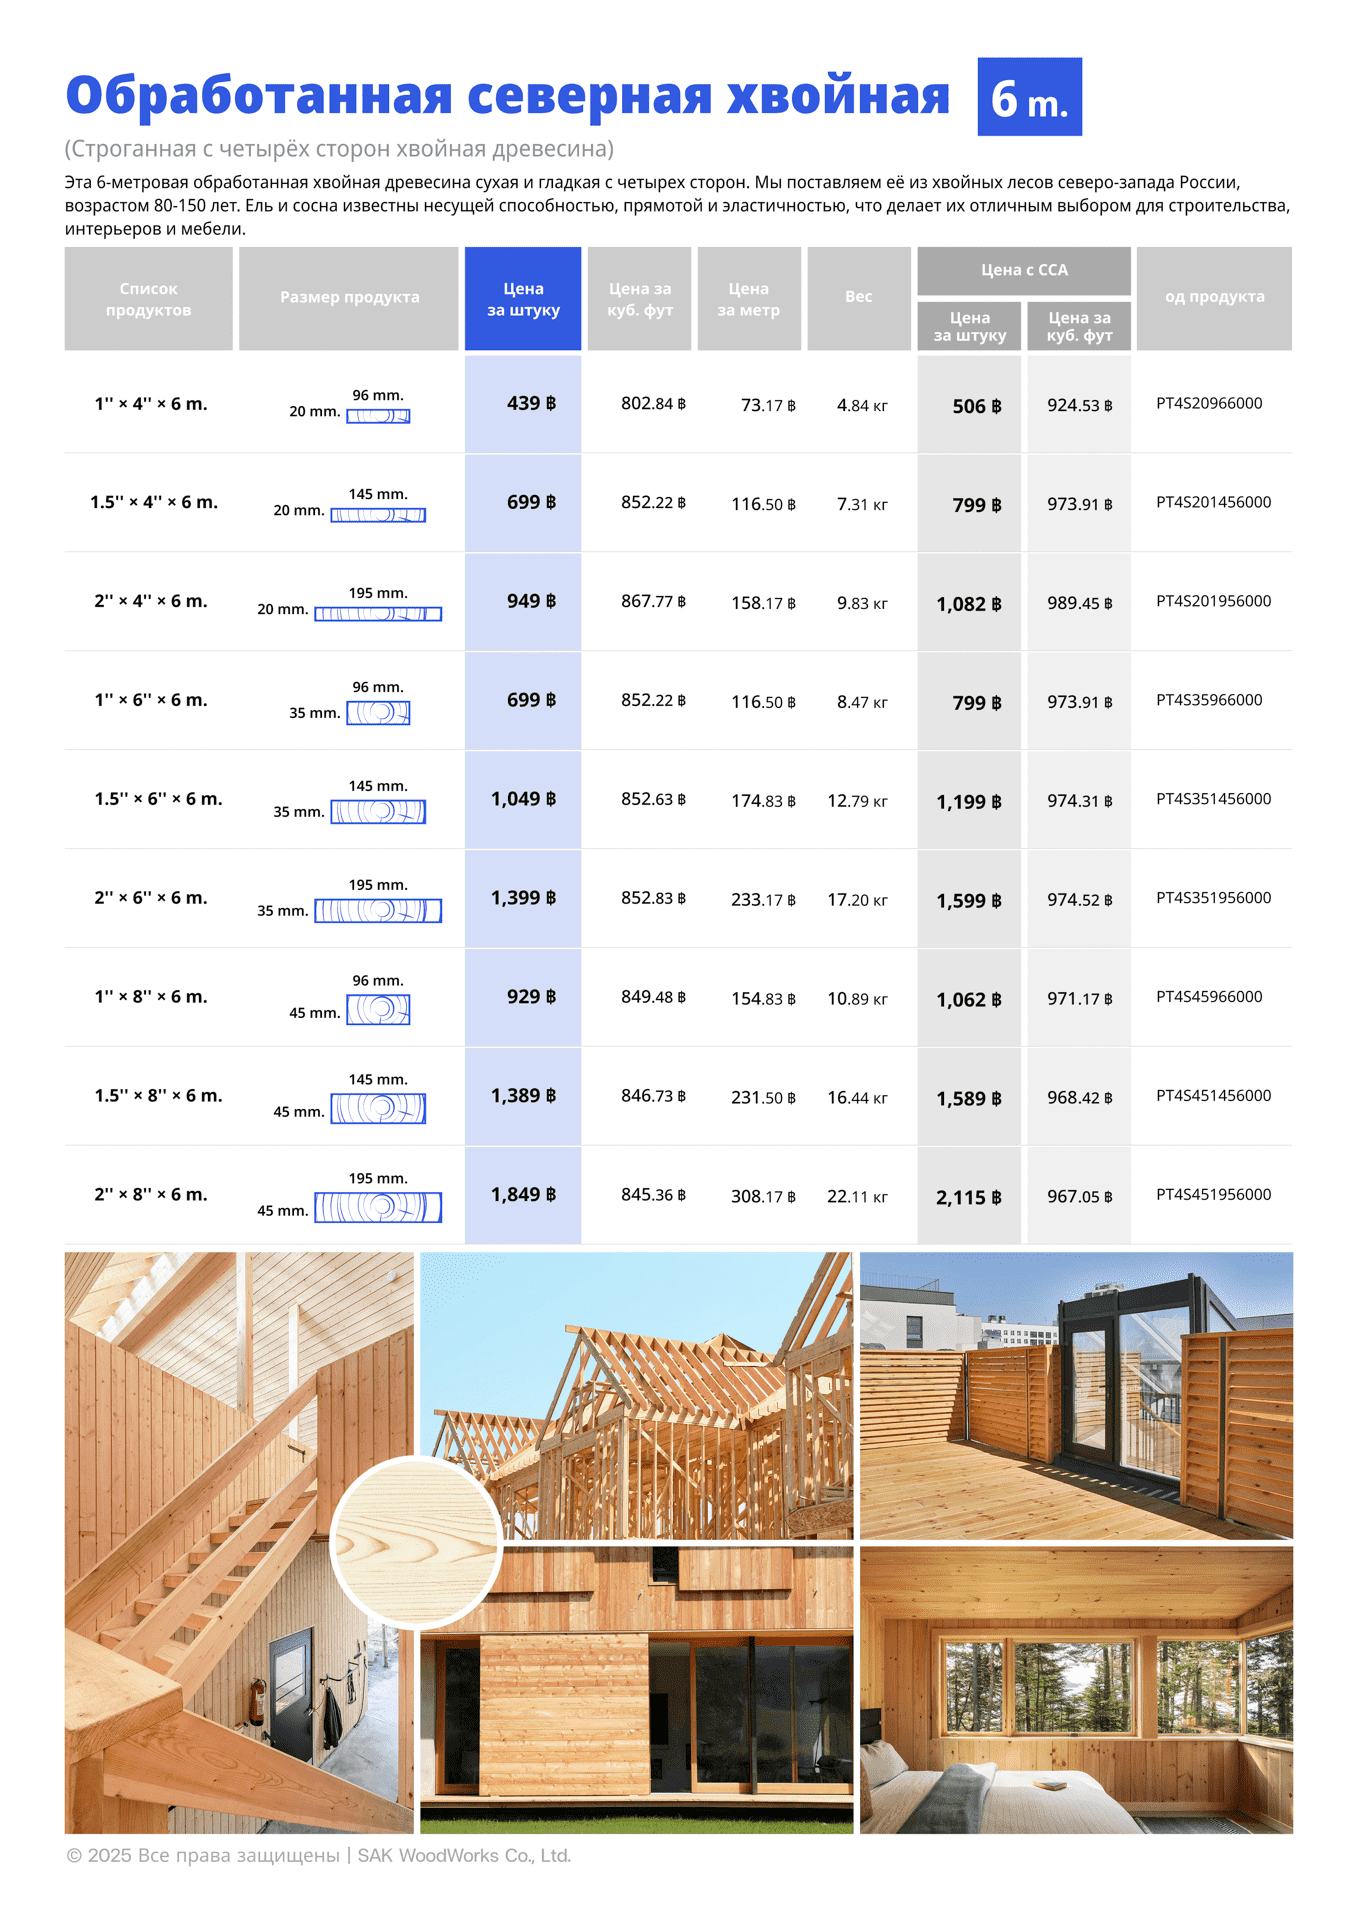 Обработанная северная хвойная
6 m.
(Строганная с четырёх сторон хвойная древесина)
Эта 6-метровая обработанная хвойная древесина сухая и гладкая с четырех сторон. Мы поставляем её из хвойных лесов северо-запада России,
возрастом 80-150 лет. Ель и сосна известны несущей способностью, прямотой и эластичностью, что делает их отличным выбором для строительства,
интерьеров и мебели.
Список
продуктов
Размер продукта
Цена
за штуку
Цена за
куб. фут
Цена
за метр
Вес
Цена с CCA
Цена
за штуку
Цена за
куб. фут
од продукта
1'' × 4'' × 6 m.
96 mm.
20 mm.
439 ฿
802.84 ฿
73.17 ฿
4.84 кг
506 ฿
924.53 ฿
PT4S20966000
1.5'' × 4'' × 6 m.
145 mm.
20 mm.
699 ฿
852.22 ฿
116.50 ฿
7.31 кг
799 ฿
973.91 ฿
PT4S201456000
2'' × 4'' × 6 m.
195 mm.
20 mm.
949 ฿
867.77 ฿
158.17 ฿
9.83 кг
1,082 ฿
989.45 ฿
PT4S201956000
1'' × 6'' × 6 m.
96 mm.
35 mm.
699 ฿
852.22 ฿
116.50 ฿
8.47 кг
799 ฿
973.91 ฿
PT4S35966000
1.5'' × 6'' × 6 m.
145 mm.
35 mm.
1,049 ฿
852.63 ฿
174.83 ฿
12.79 кг
1,199 ฿
974.31 ฿
PT4S351456000
2'' × 6'' × 6 m.
195 mm.
35 mm.
1,399 ฿
852.83 ฿
233.17 ฿
17.20 кг
1,599 ฿
974.52 ฿
PT4S351956000
1'' × 8'' × 6 m.
96 mm.
45 mm.
929 ฿
849.48 ฿
154.83 ฿
10.89 кг
1,062 ฿
971.17 ฿
PT4S45966000
1.5'' × 8'' × 6 m.
145 mm.
45 mm.
1,389 ฿
846.73 ฿
231.50 ฿
16.44 кг
1,589 ฿
968.42 ฿
PT4S451456000
2'' × 8'' × 6 m.
195 mm.
45 mm.
1,849 ฿
845.36 ฿
308.17 ฿
22.11 кг
2,115 ฿
967.05 ฿
PT4S451956000
© 2025 Все права защищены | SAK WoodWorks Co., Ltd.